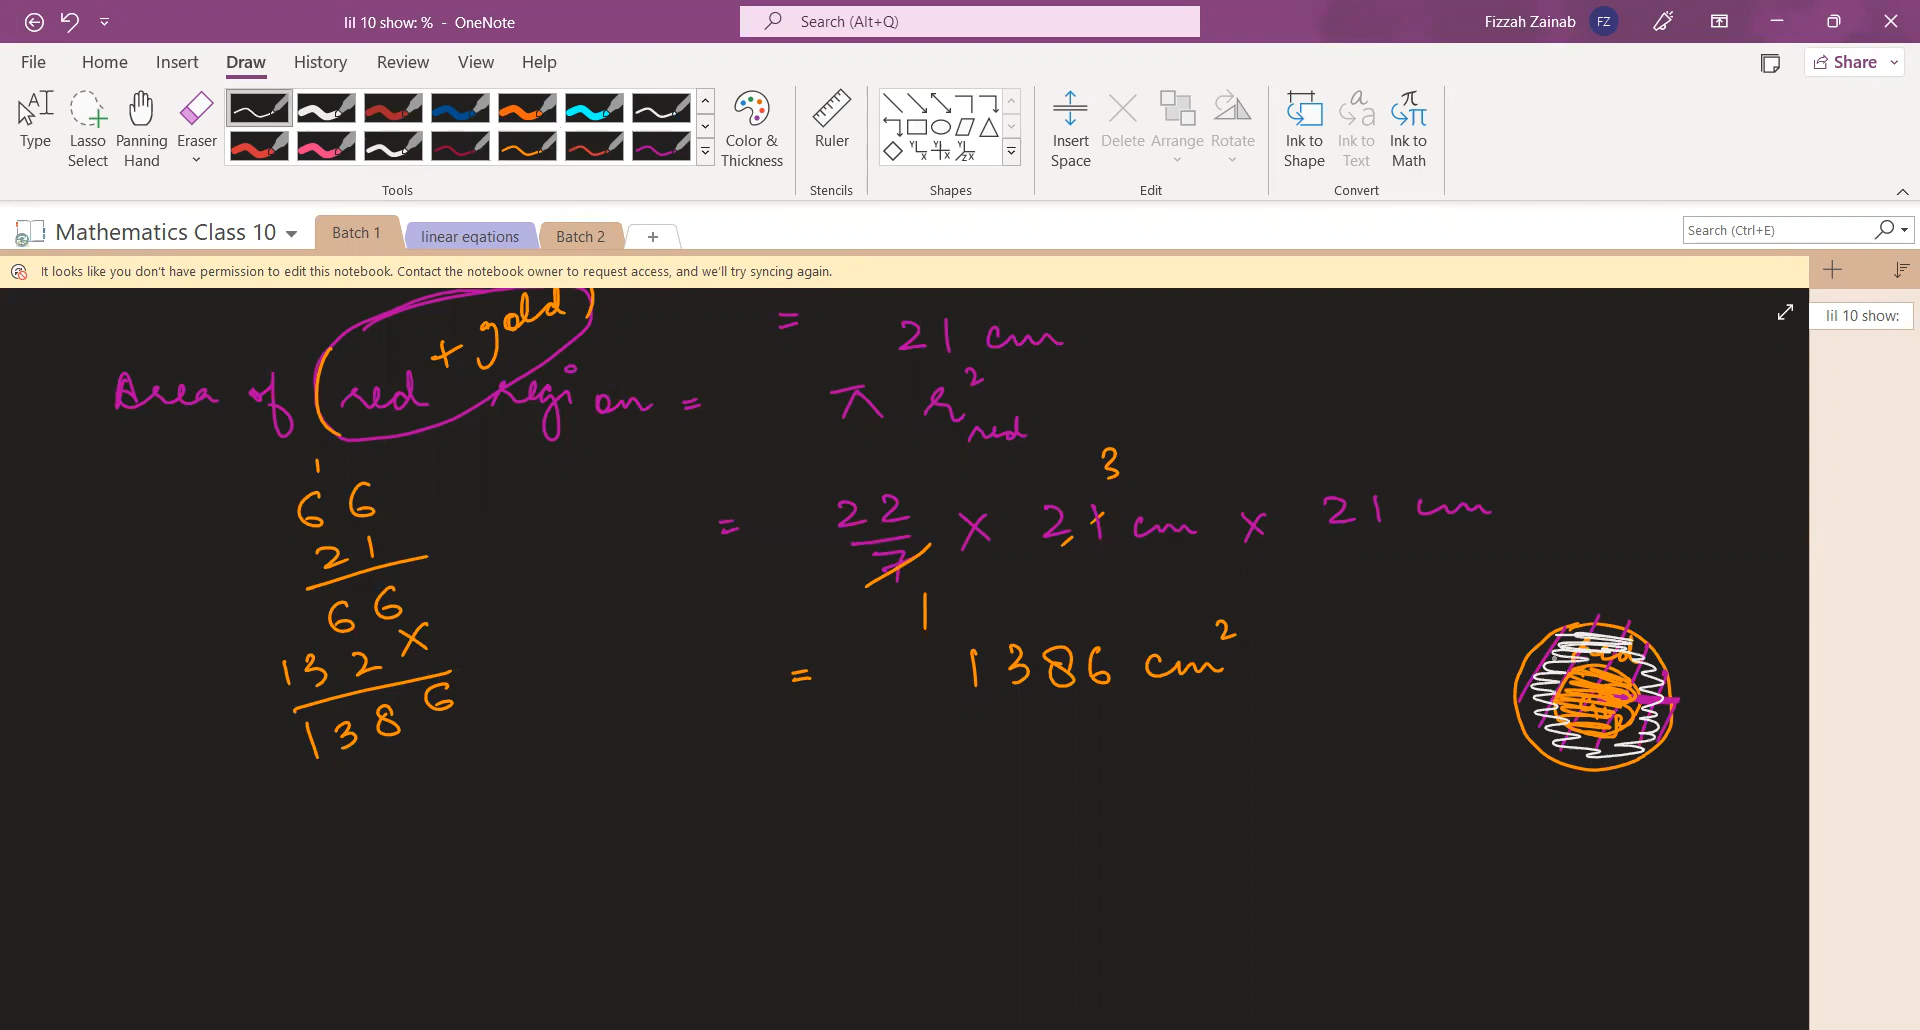 lil 10 show: % - OneNote
Search (Alt+Q)
Fizzah Zainab FZ
File Home Insert Draw History Review View Help
Share
Type
Lasso Select
Panning Hand
Eraser
Color & Thickness
Ruler
Insert Space
Delete
Arrange
Rotate
Ink to Shape
Ink to Text
Ink to Math
Tools Stencils Shapes Edit Convert
Mathematics Class 10 Batch 1 linear eqations Batch 2 +
Search (Ctrl+E)
It looks like you don't have permission to edit this notebook. Contact the notebook owner to request access, and we'll try syncing again.
lil 10 show:
= 21 cm
Area of (red + gold) region = π r²red
= 22/7 × 21 cm × 21 cm
3
1
= 1386 cm²
1
66
21
66
132×
1386
red